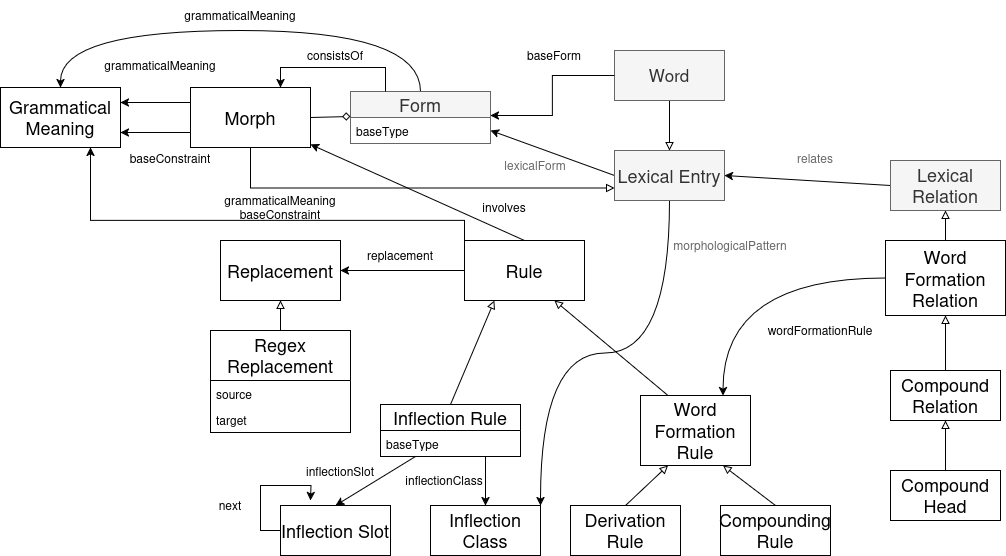 grammaticalMeaning
consistsOf
baseForm
grammaticalMeaning
Word
Grammatical
Meaning
Morph
Form
baseType
baseConstraint
lexicalForm
Lexical Entry
relates
Lexical
Relation
grammaticalMeaning
baseConstraint
involves
morphologicalPattern
Replacement
replacement
Rule
Word
Formation
Relation
Regex
Replacement
source
target
wordFormationRule
Inflection Rule
baseType
Word
Formation
Rule
Compound
Relation
inflectionSlot
inflectionClass
next
Inflection Slot
Inflection
Class
Derivation
Rule
Compounding
Rule
Compound
Head